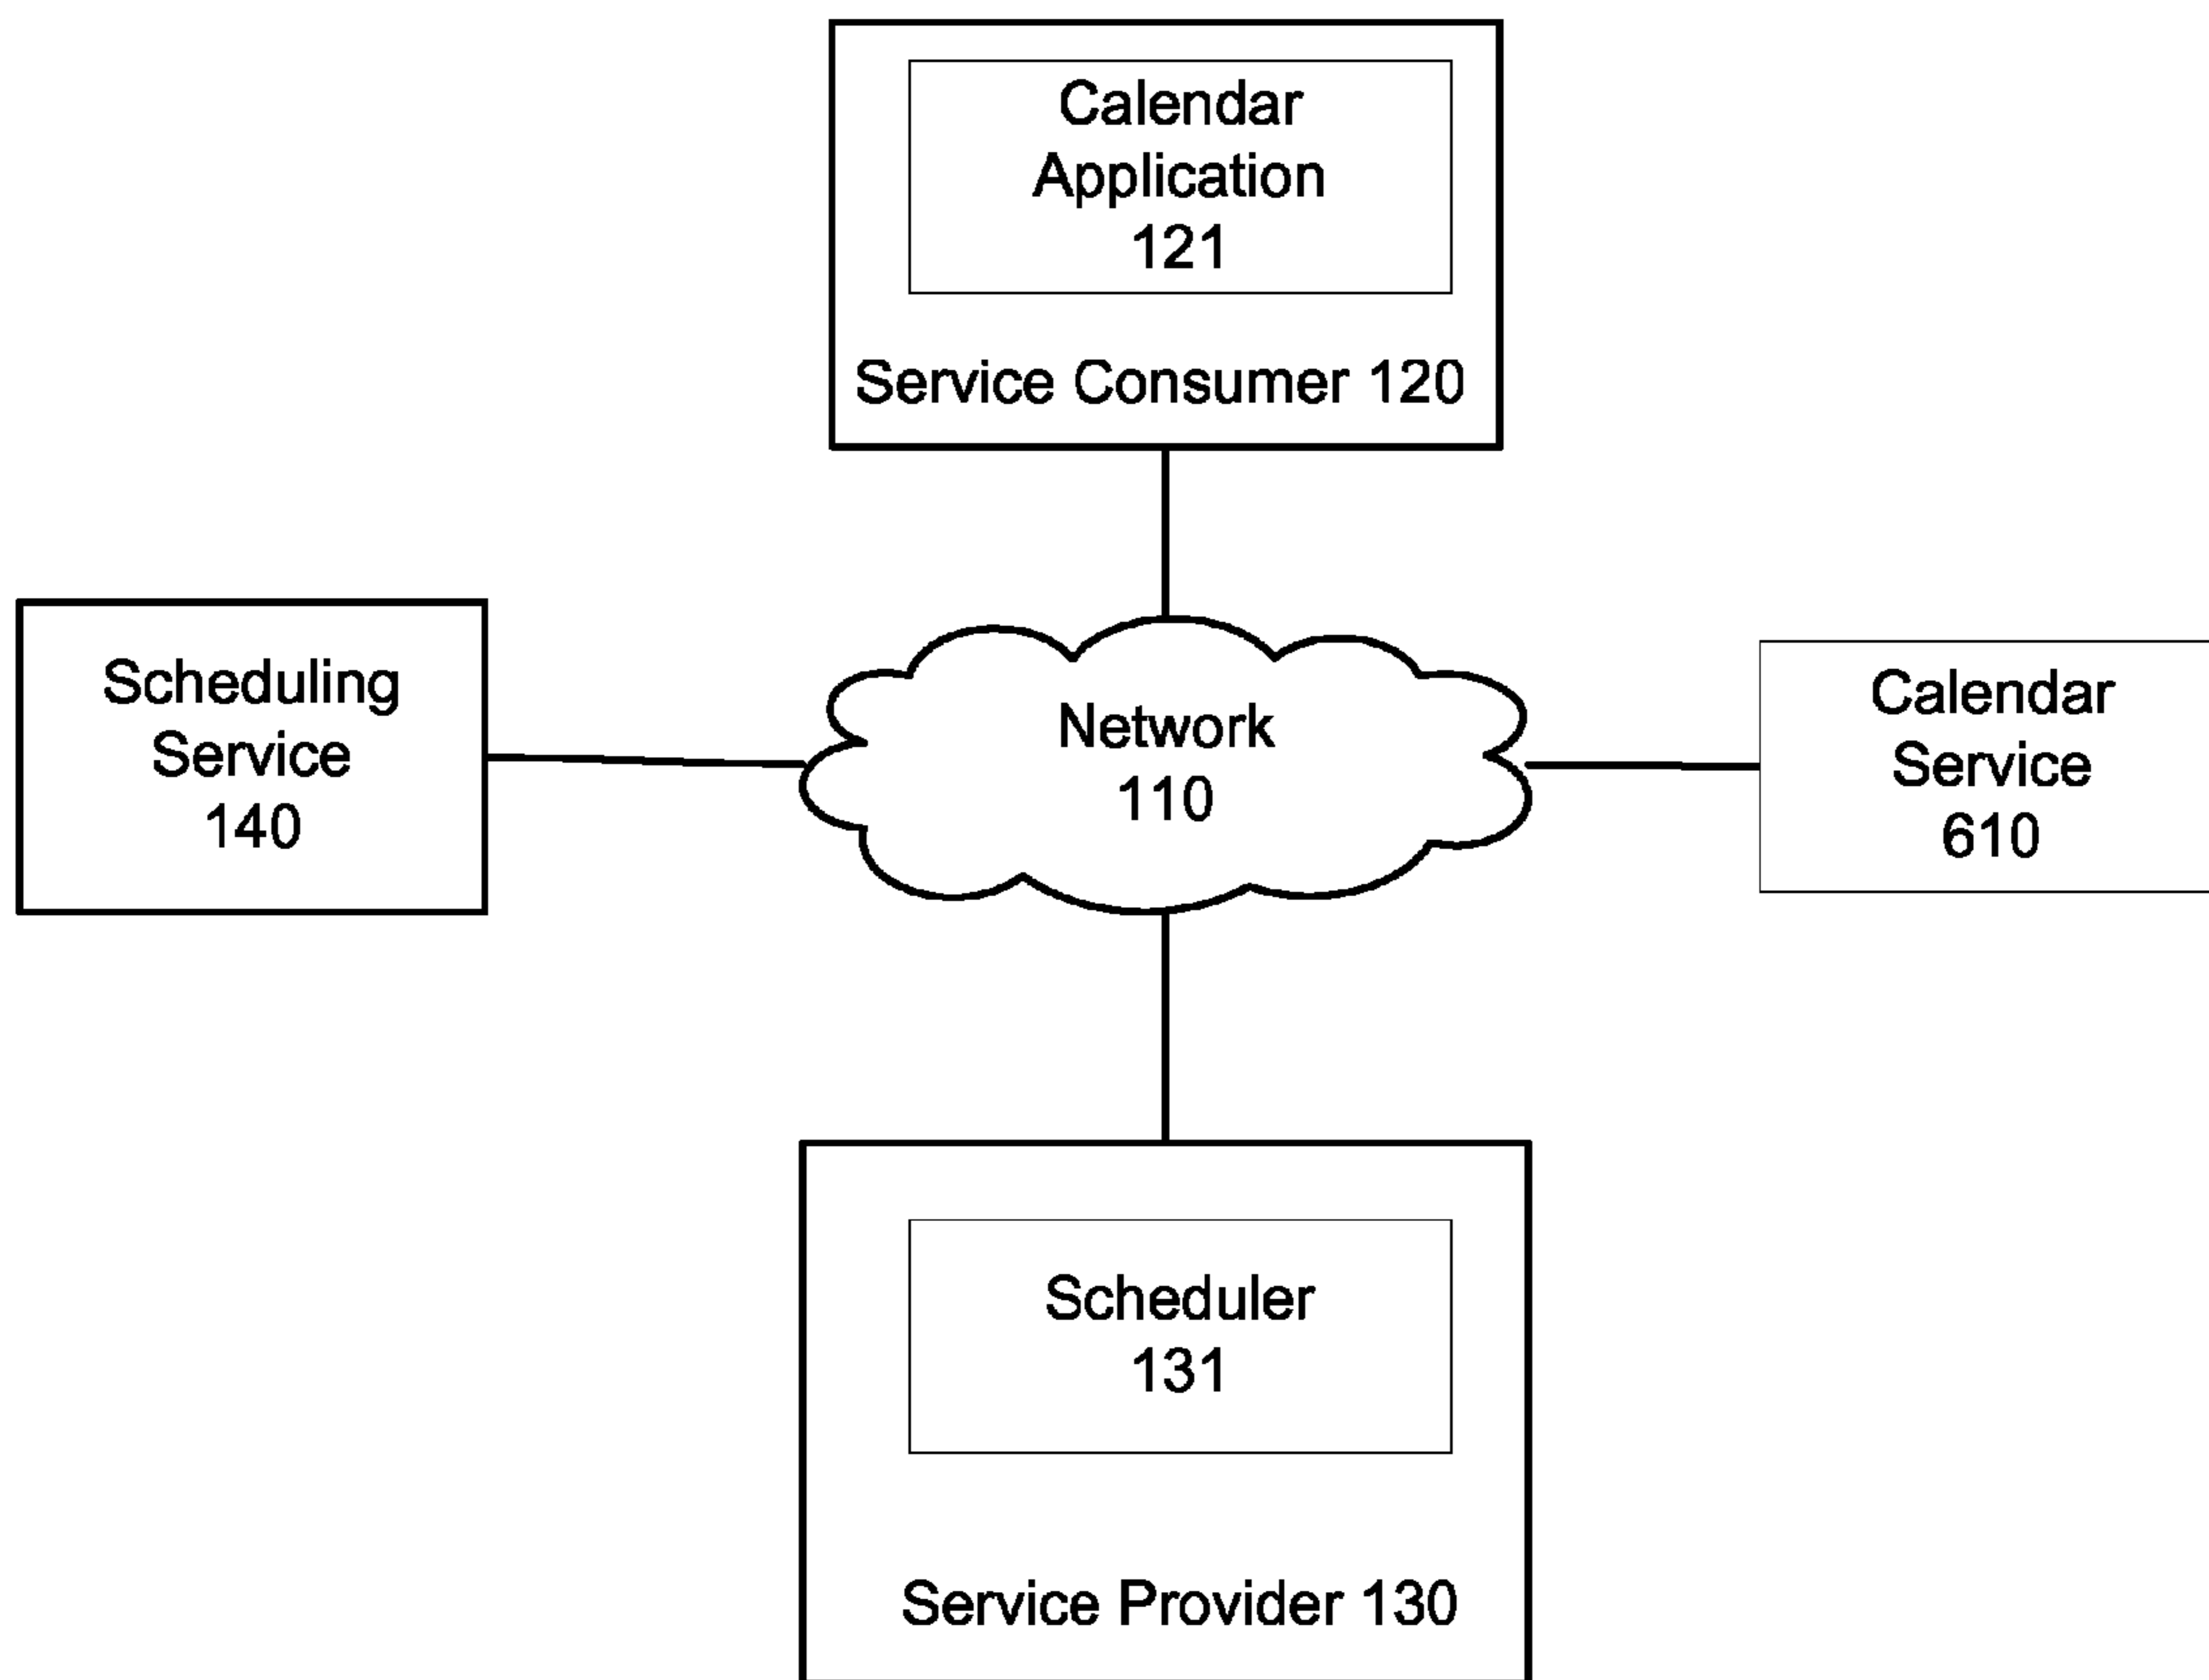 Calendar
Application
121
Service Consumer 120
Scheduling
Service
140
Network
110
Calendar
Service
610
Scheduler
131
Service Provider 130